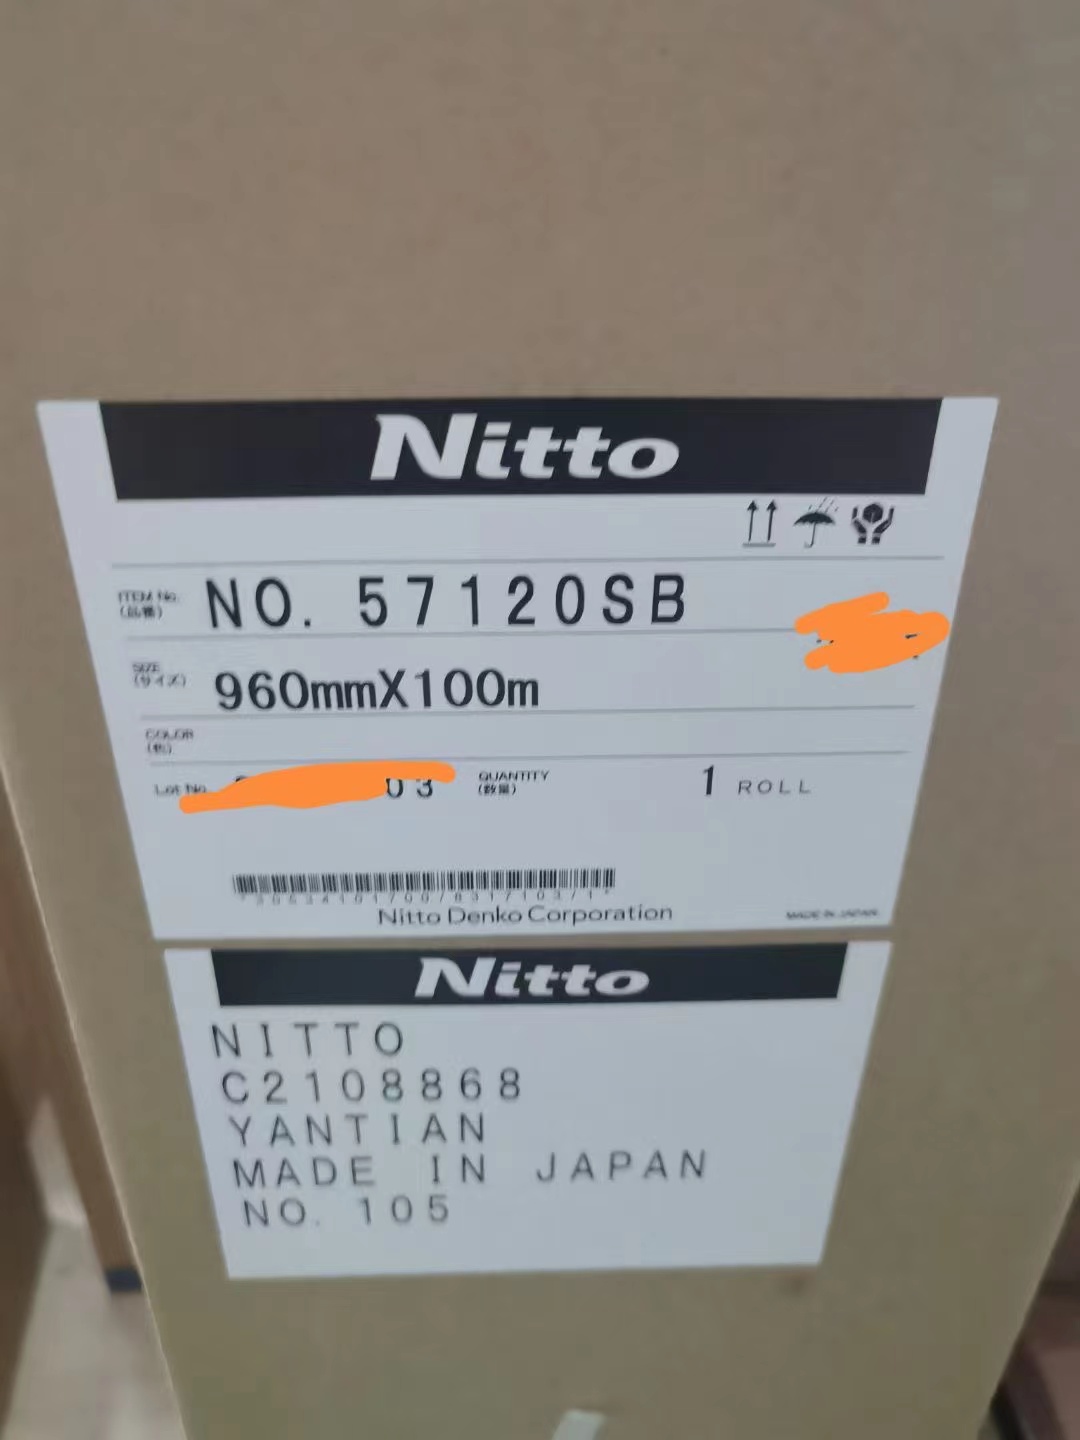 Nitto
ITEM No. NO. 57120SB
(品番)
SIZE 960mmX100m
(サイズ)
COLOR
(色)
Lot No. 03 QUANTITY 1 ROLL
(数量)
Nitto Denko Corporation MADE IN JAPAN
Nitto
NITTO
C2108868
YANTIAN
MADE IN JAPAN
NO. 105